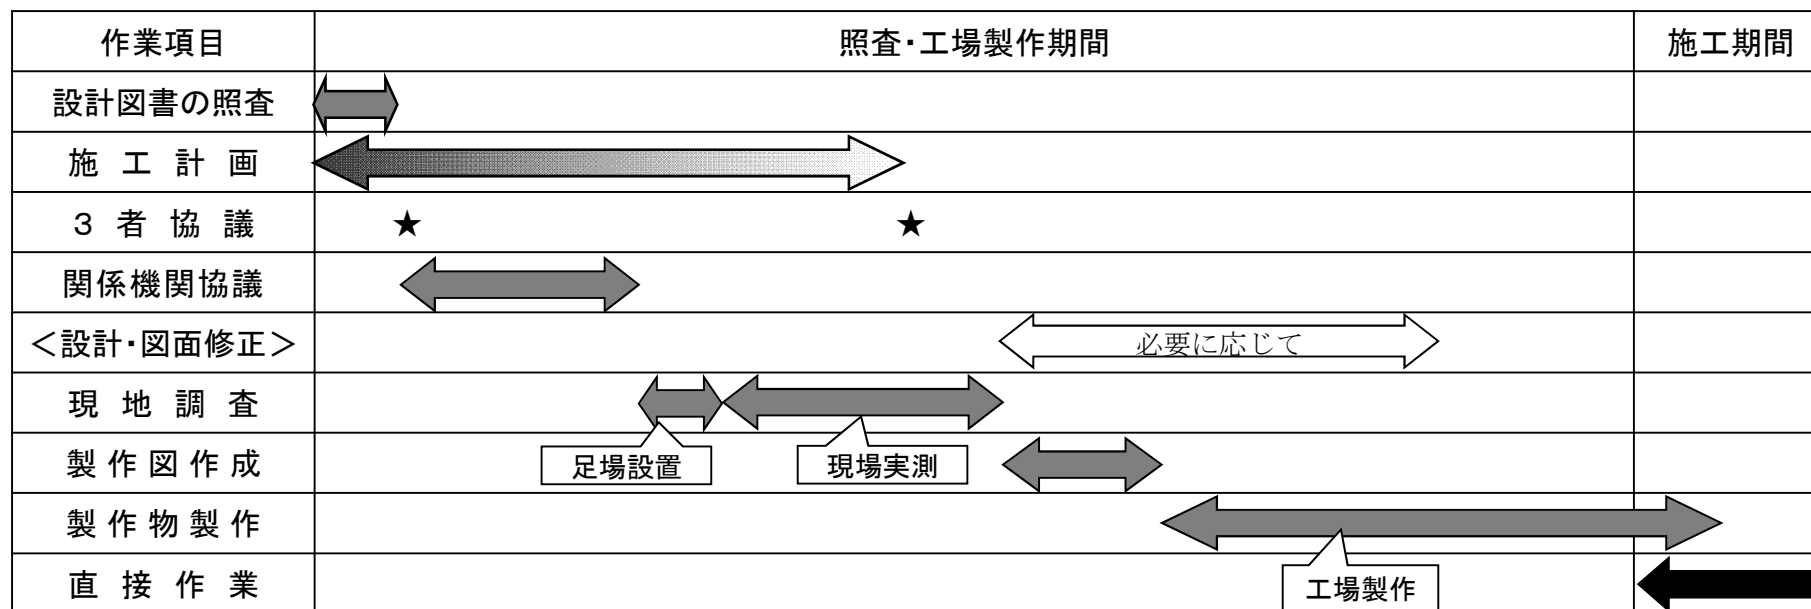 作業項目 照査・工場製作期間 施工期間
設計図書の照査
施工計画
3者協議 ★ ★
関係機関協議
＜設計・図面修正＞ 必要に応じて
現地調査
足場設置 現場実測
製作図作成
製作物製作
工場製作
直接作業